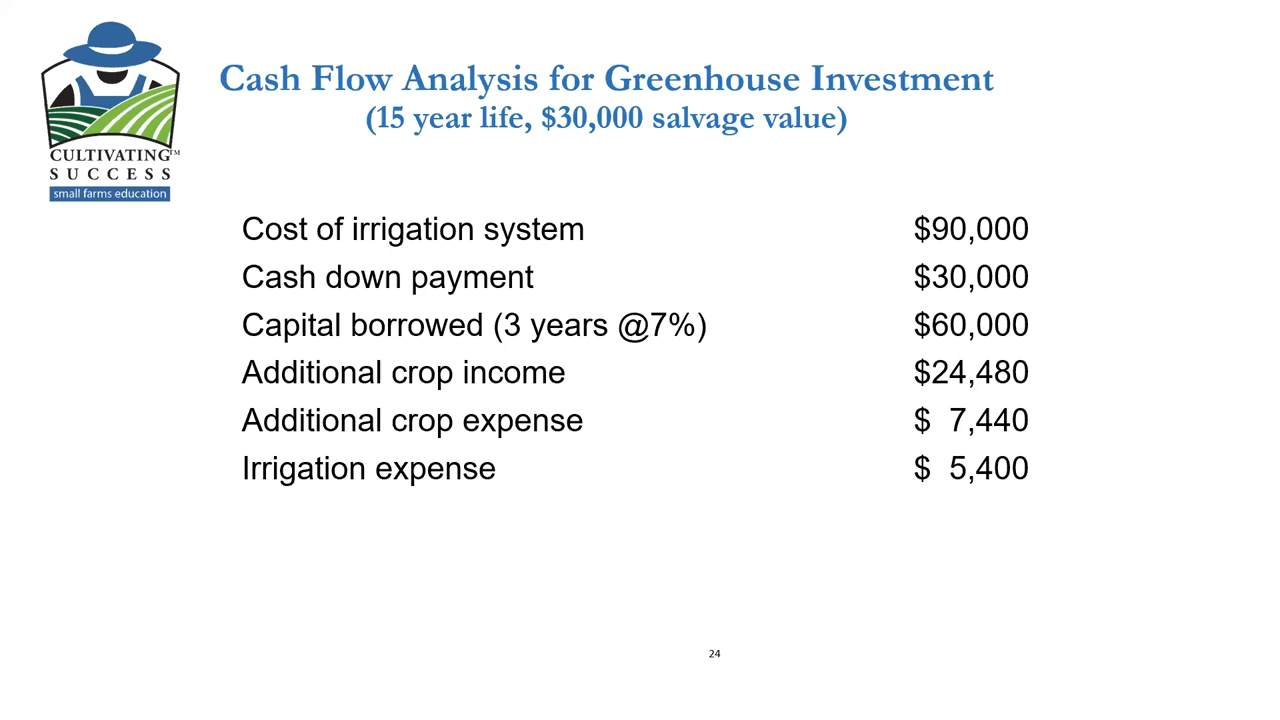 Cash Flow Analysis for Greenhouse Investment
(15 year life, $30,000 salvage value)
CULTIVATING™
SUCCESS
small farms education
Cost of irrigation system $90,000
Cash down payment $30,000
Capital borrowed (3 years @7%) $60,000
Additional crop income $24,480
Additional crop expense $ 7,440
Irrigation expense $ 5,400
24